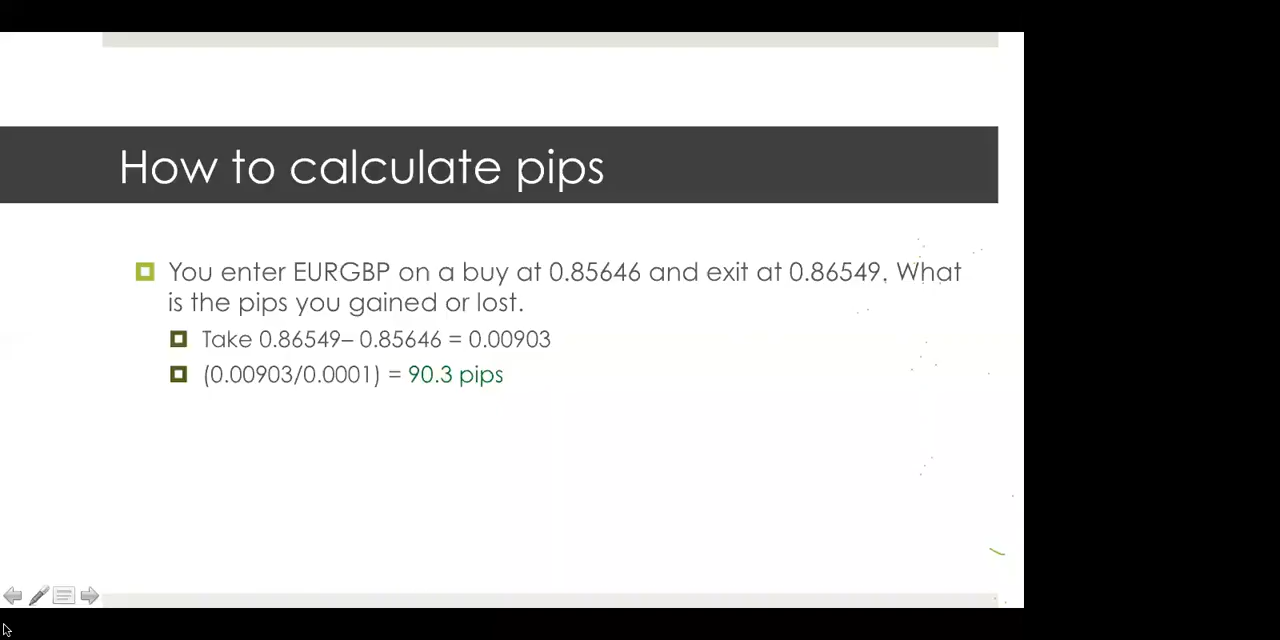 How to calculate pips
You enter EURGBP on a buy at 0.85646 and exit at 0.86549. What
is the pips you gained or lost.
Take 0.86549– 0.85646 = 0.00903
(0.00903/0.0001) = 90.3 pips